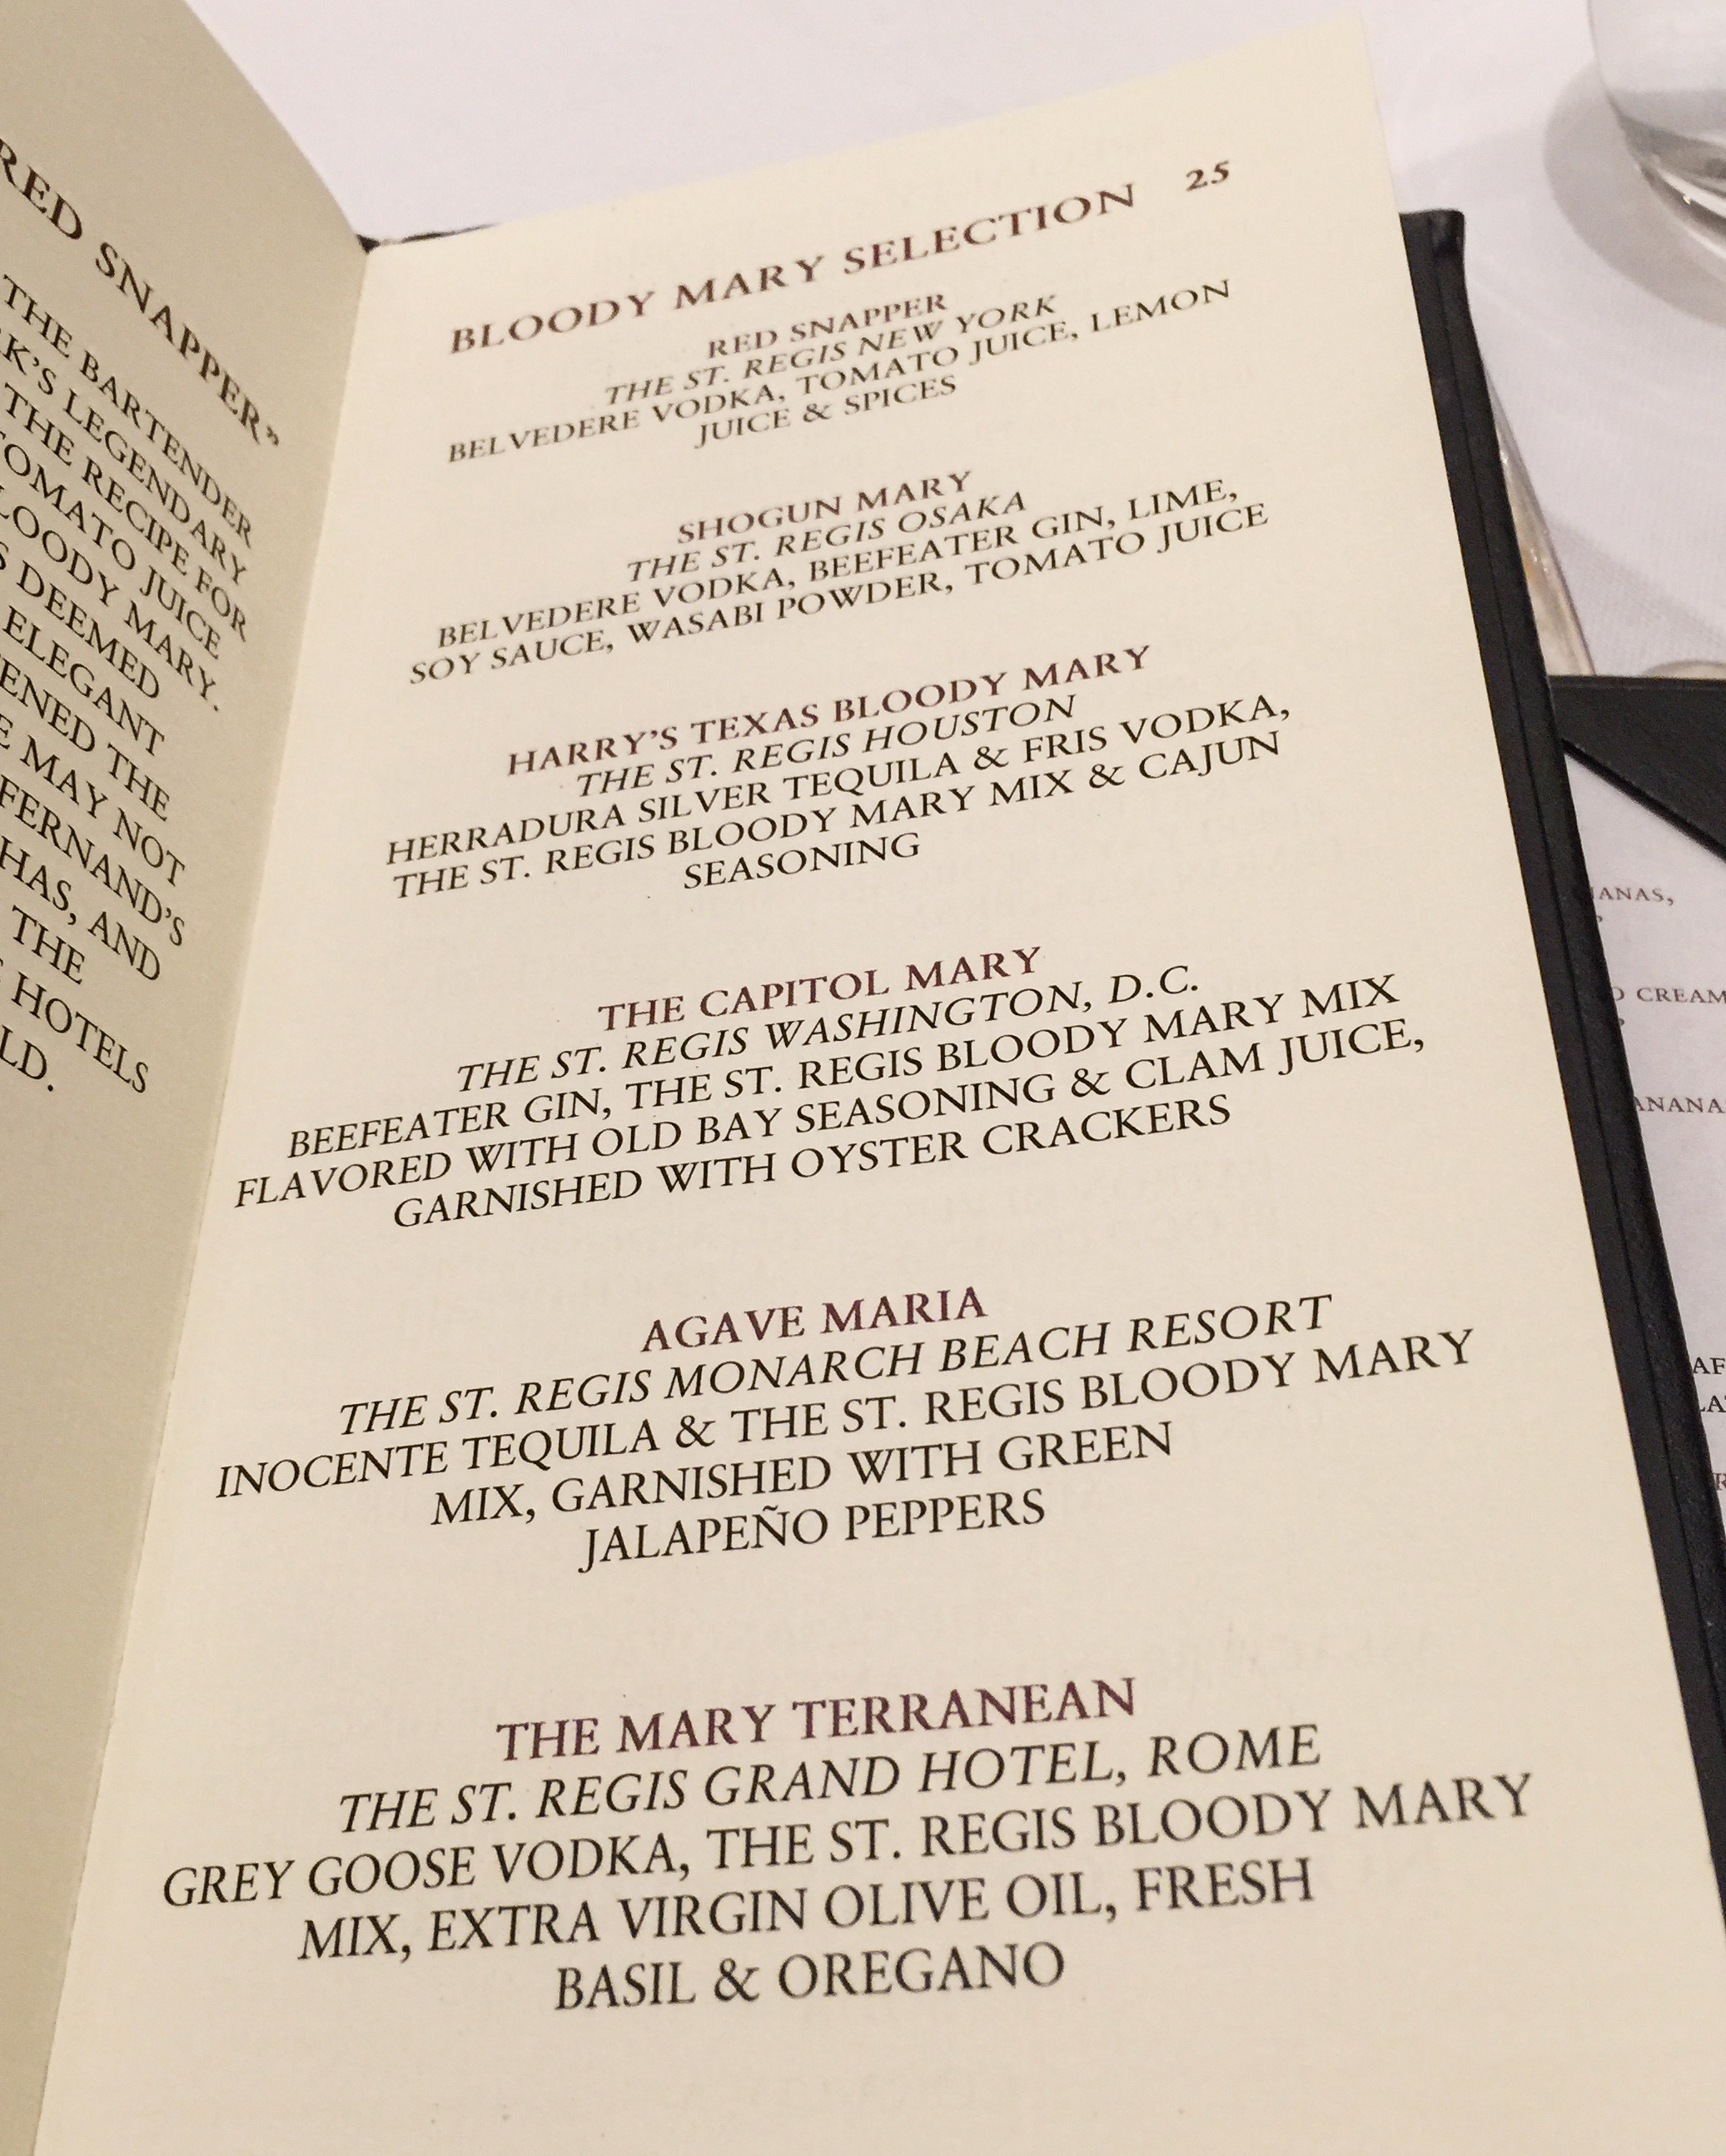 RED SNAPPER”
THE BARTENDER
K’S LEGENDARY
THE RECIPE FOR
TOMATO JUICE
BLOODY MARY.
DEEMED
ELEGANT
THE
MAY NOT
FERNAND’S
HAS, AND
THE
HOTELS
BLOODY MARY SELECTION 25
RED SNAPPER
THE ST. REGIS NEW YORK
BELVEDERE VODKA, TOMATO JUICE, LEMON
JUICE & SPICES
SHOGUN MARY
THE ST. REGIS OSAKA
BELVEDERE VODKA, BEEFEATER GIN, LIME,
SOY SAUCE, WASABI POWDER, TOMATO JUICE
HARRY’S TEXAS BLOODY MARY
THE ST. REGIS HOUSTON
HERRADURA SILVER TEQUILA & FRIS VODKA,
THE ST. REGIS BLOODY MARY MIX & CAJUN
SEASONING
THE CAPITOL MARY
THE ST. REGIS WASHINGTON, D.C.
BEEFEATER GIN, THE ST. REGIS BLOODY MARY MIX
FLAVORED WITH OLD BAY SEASONING & CLAM JUICE,
GARNISHED WITH OYSTER CRACKERS
AGAVE MARIA
THE ST. REGIS MONARCH BEACH RESORT
INOCENTE TEQUILA & THE ST. REGIS BLOODY MARY
MIX, GARNISHED WITH GREEN
JALAPEÑO PEPPERS
THE MARY TERRANEAN
THE ST. REGIS GRAND HOTEL, ROME
GREY GOOSE VODKA, THE ST. REGIS BLOODY MARY
MIX, EXTRA VIRGIN OLIVE OIL, FRESH
BASIL & OREGANO
CREAM